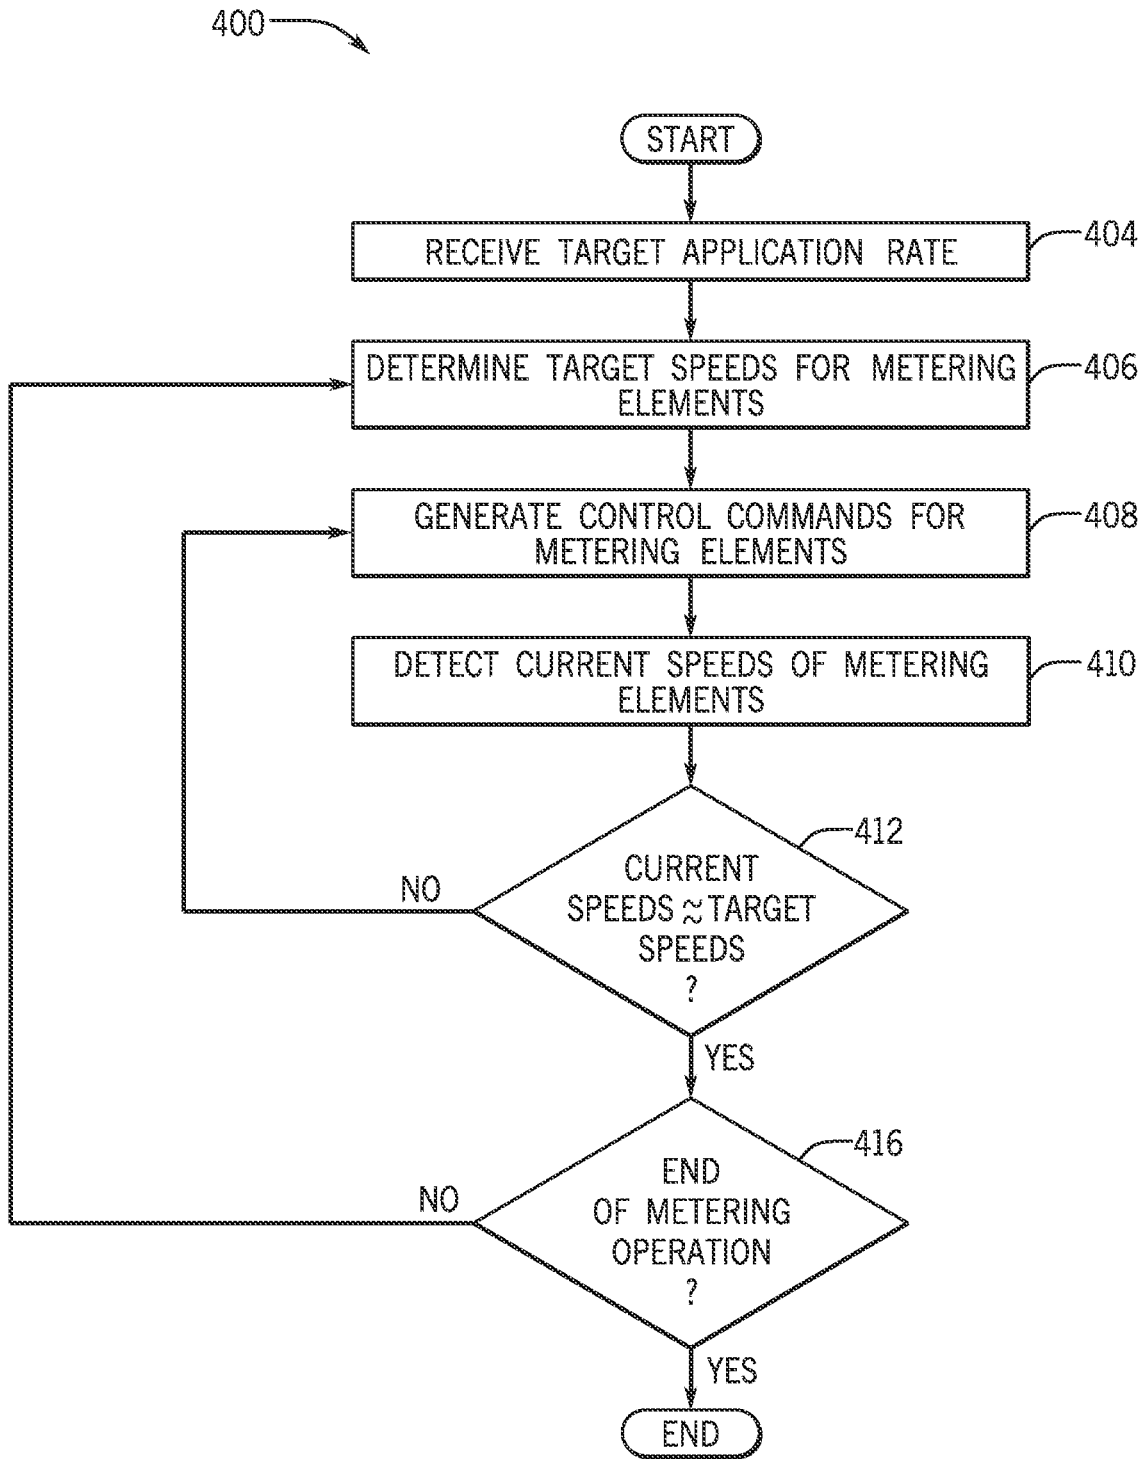 400
START
RECEIVE TARGET APPLICATION RATE
404
DETERMINE TARGET SPEEDS FOR METERING
ELEMENTS
406
GENERATE CONTROL COMMANDS FOR
METERING ELEMENTS
408
DETECT CURRENT SPEEDS OF METERING
ELEMENTS
410
412
CURRENT
SPEEDS ≈ TARGET
SPEEDS
?
NO
YES
416
END
OF METERING
OPERATION
?
NO
YES
END